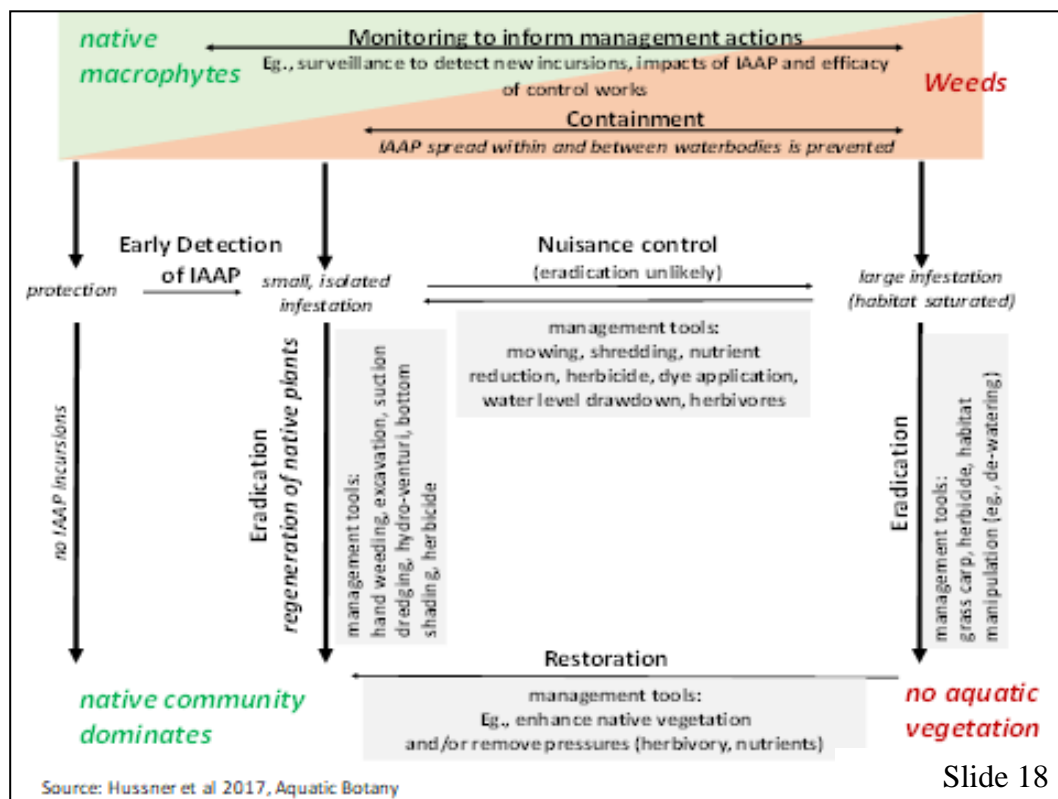 native
macrophytes
Monitoring to inform management actions
Eg., surveillance to detect new incursions, impacts of IAAP and efficacy
of control works
Weeds
Containment
IAAP spread within and between waterbodies is prevented
Early Detection
of IAAP
protection
small, isolated
infestation
Nuisance control
(eradication unlikely)
large infestation
(habitat saturated)
management tools:
mowing, shredding, nutrient
reduction, herbicide, dye application,
water level drawdown, herbivores
no IAAP incursions
Eradication
regeneration of native plants
management tools:
hand weeding, excavation, suction
dredging, hydro-venturi, bottom
shading, herbicide
Eradication
management tools:
grass carp, herbicide, habitat
manipulation (eg., de-watering)
native community
dominates
Restoration
management tools:
Eg., enhance native vegetation
and/or remove pressures (herbivory, nutrients)
no aquatic
vegetation
Source: Hussner et al 2017, Aquatic Botany
Slide 18